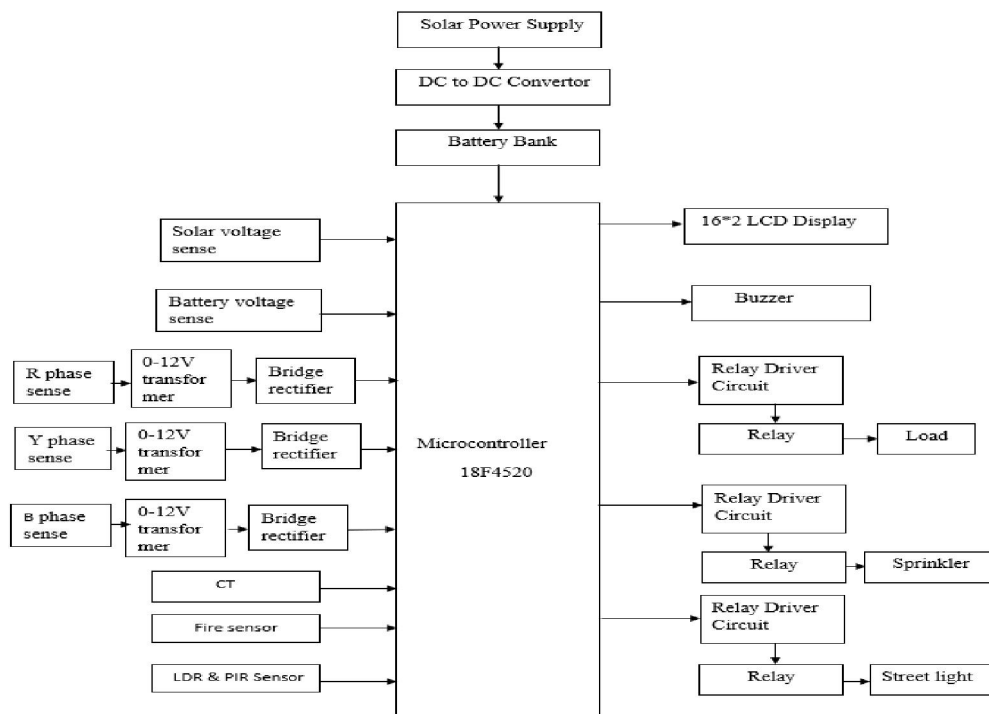 Solar Power Supply
DC to DC Convertor
Battery Bank
Solar voltage
sense
Battery voltage
sense
R phase
sense
0-12V
transfor
mer
Bridge
rectifier
Y phase
sense
0-12V
transfor
mer
Bridge
rectifier
B phase
sense
0-12V
transfor
mer
Bridge
rectifier
CT
Fire sensor
LDR & PIR Sensor
Microcontroller
18F4520
16*2 LCD Display
Buzzer
Relay Driver
Circuit
Relay
Load
Relay Driver
Circuit
Relay
Sprinkler
Relay Driver
Circuit
Relay
Street light